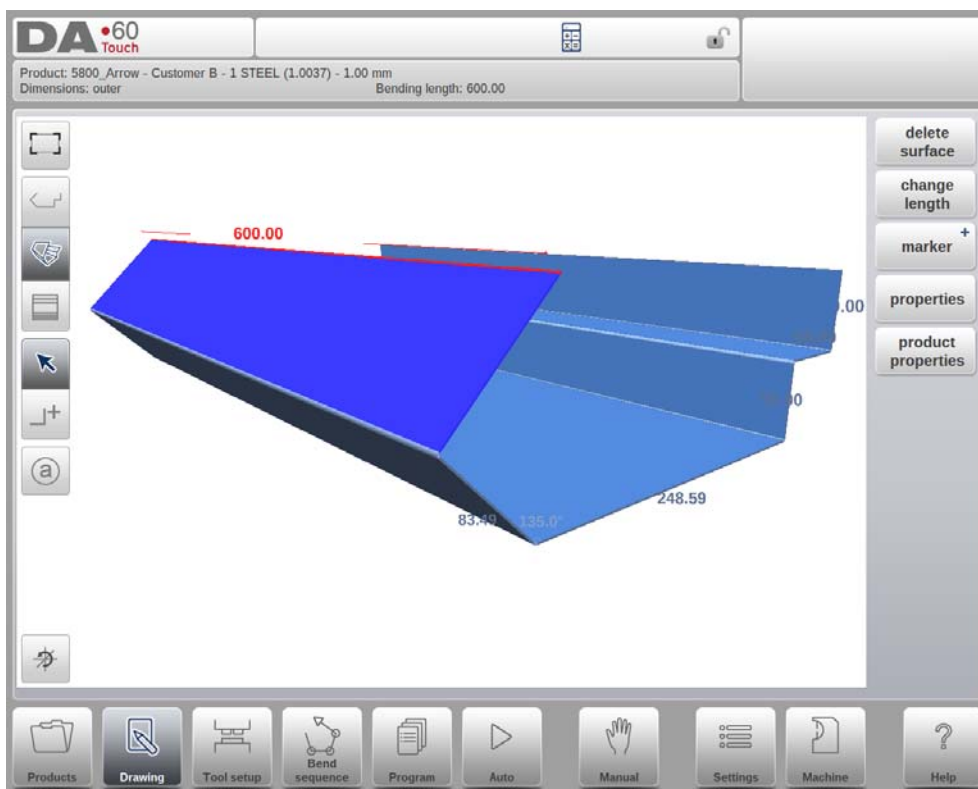 DA•60
Touch
Product: 5800_Arrow - Customer B - 1 STEEL (1.0037) - 1.00 mm
Dimensions: outer
Bending length: 600.00
delete
surface
change
length
marker +
properties
product
properties
600.00
248.59
83.49
135.0°
a
Products
Drawing
Tool setup
Bend
sequence
Program
Auto
Manual
Settings
Machine
? Help